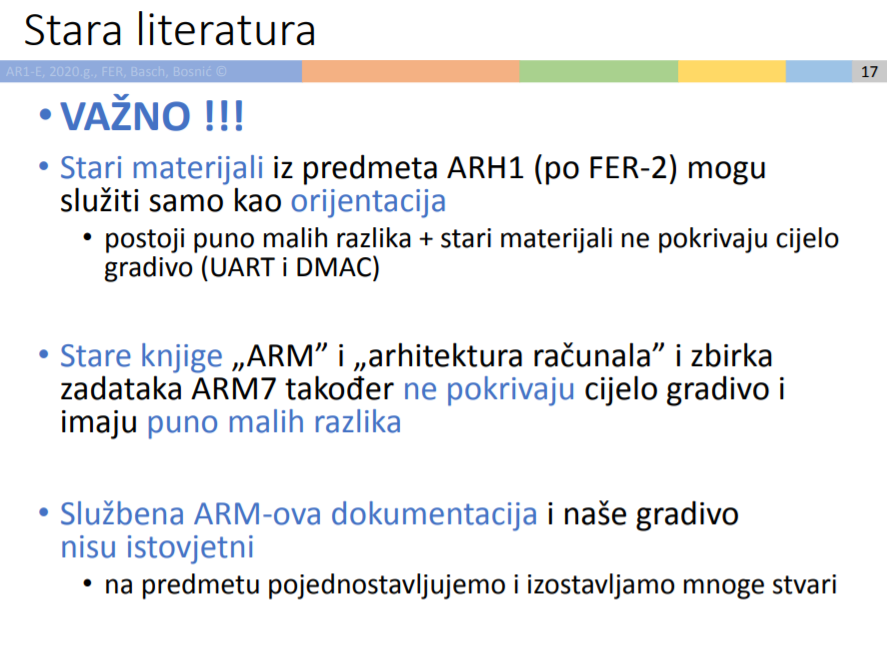 Stara literatura
AR1-E, 2020.g., FER, Basch, Bosnić ©
17
• VAŽNO !!!
• Stari materijali iz predmeta ARH1 (po FER-2) mogu
služiti samo kao orijentacija
• postoji puno malih razlika + stari materijali ne pokrivaju cijelo
gradivo (UART i DMAC)
• Stare knjige „ARM” i „arhitektura računala” i zbirka
zadataka ARM7 također ne pokrivaju cijelo gradivo i
imaju puno malih razlika
• Službena ARM-ova dokumentacija i naše gradivo
nisu istovjetni
• na predmetu pojednostavljujemo i izostavljamo mnoge stvari